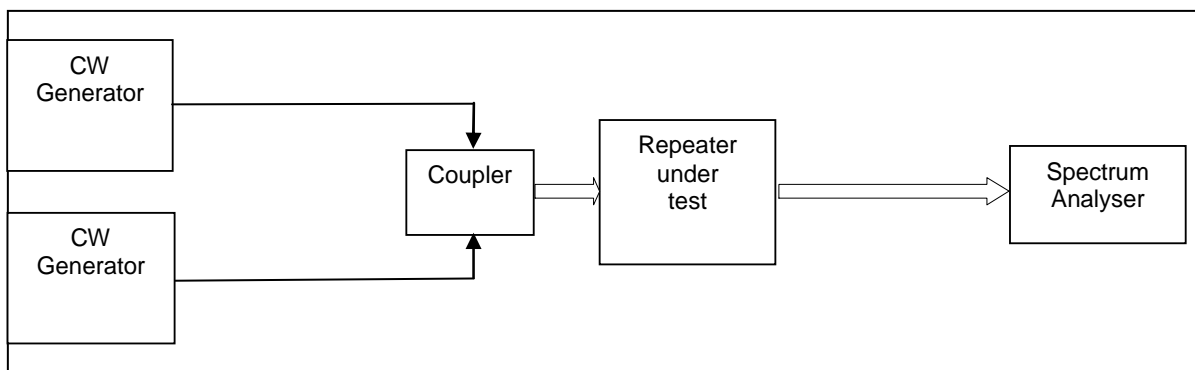 CW
Generator
Coupler
Repeater
under
test
Spectrum
Analyser
CW
Generator